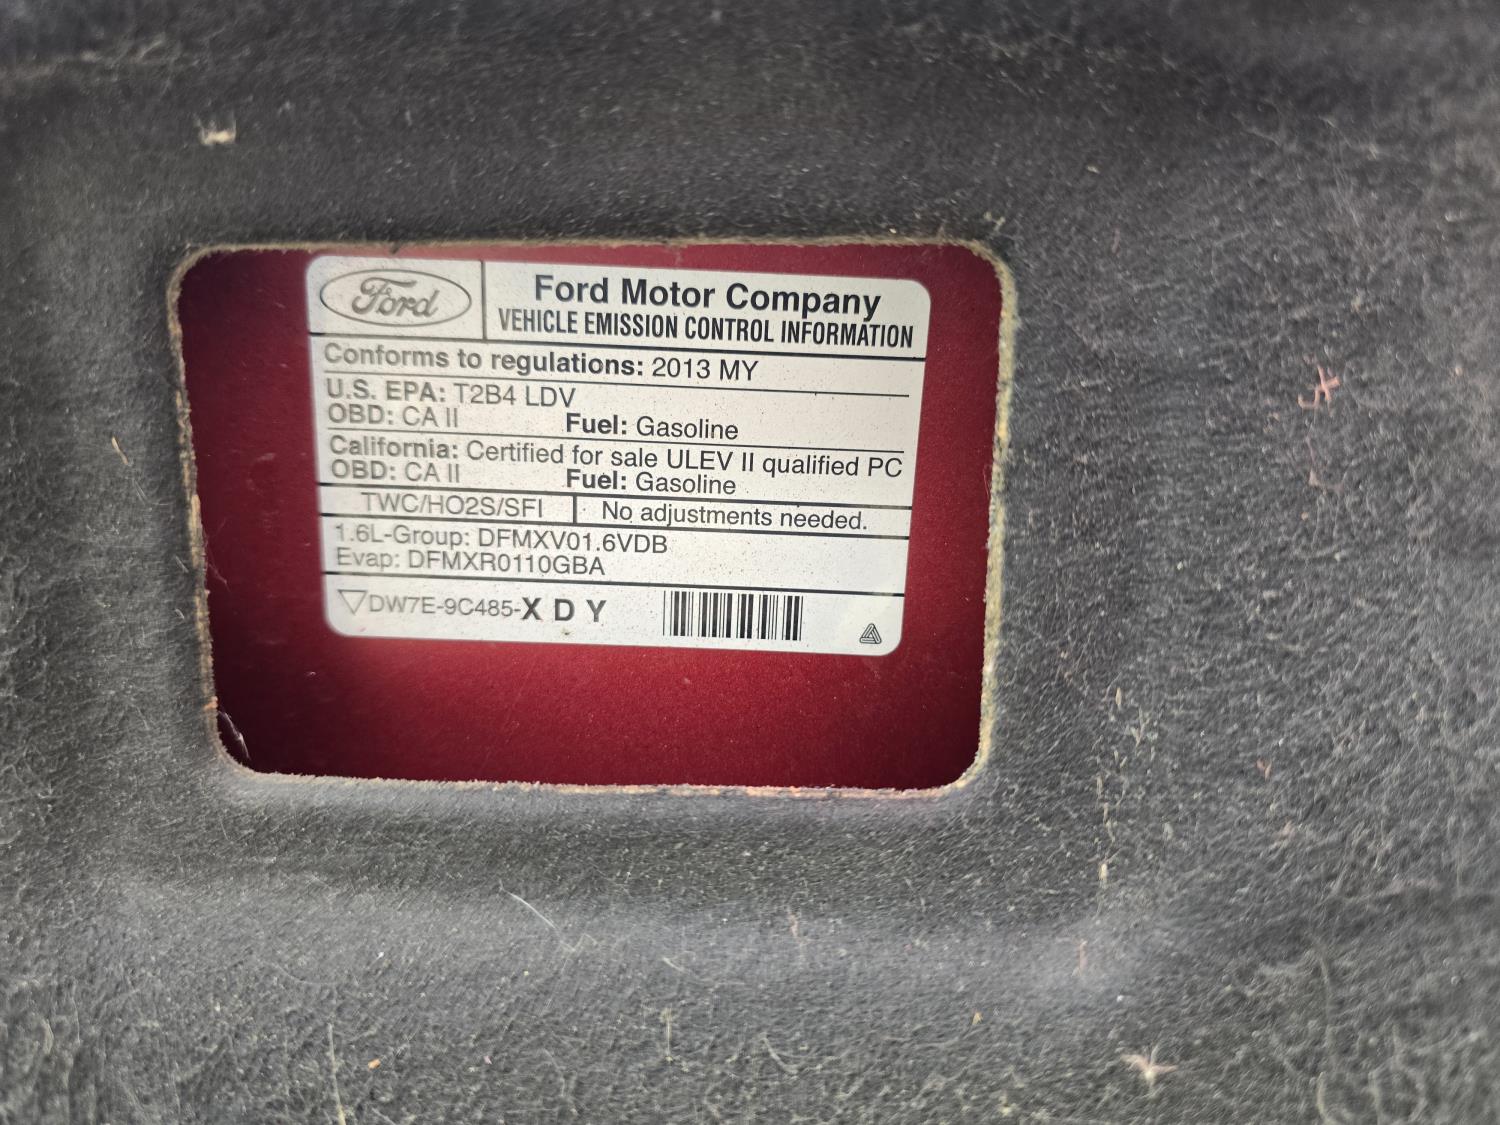 Ford
Ford Motor Company
VEHICLE EMISSION CONTROL INFORMATION
Conforms to regulations: 2013 MY
U.S. EPA: T2B4 LDV
OBD: CA II Fuel: Gasoline
California: Certified for sale ULEV II qualified PC
OBD: CA II Fuel: Gasoline
TWC/HO2S/SFI No adjustments needed.
1.6L-Group: DFMXV01.6VDB
Evap: DFMXR0110GBA
DW7E-9C485-X D Y